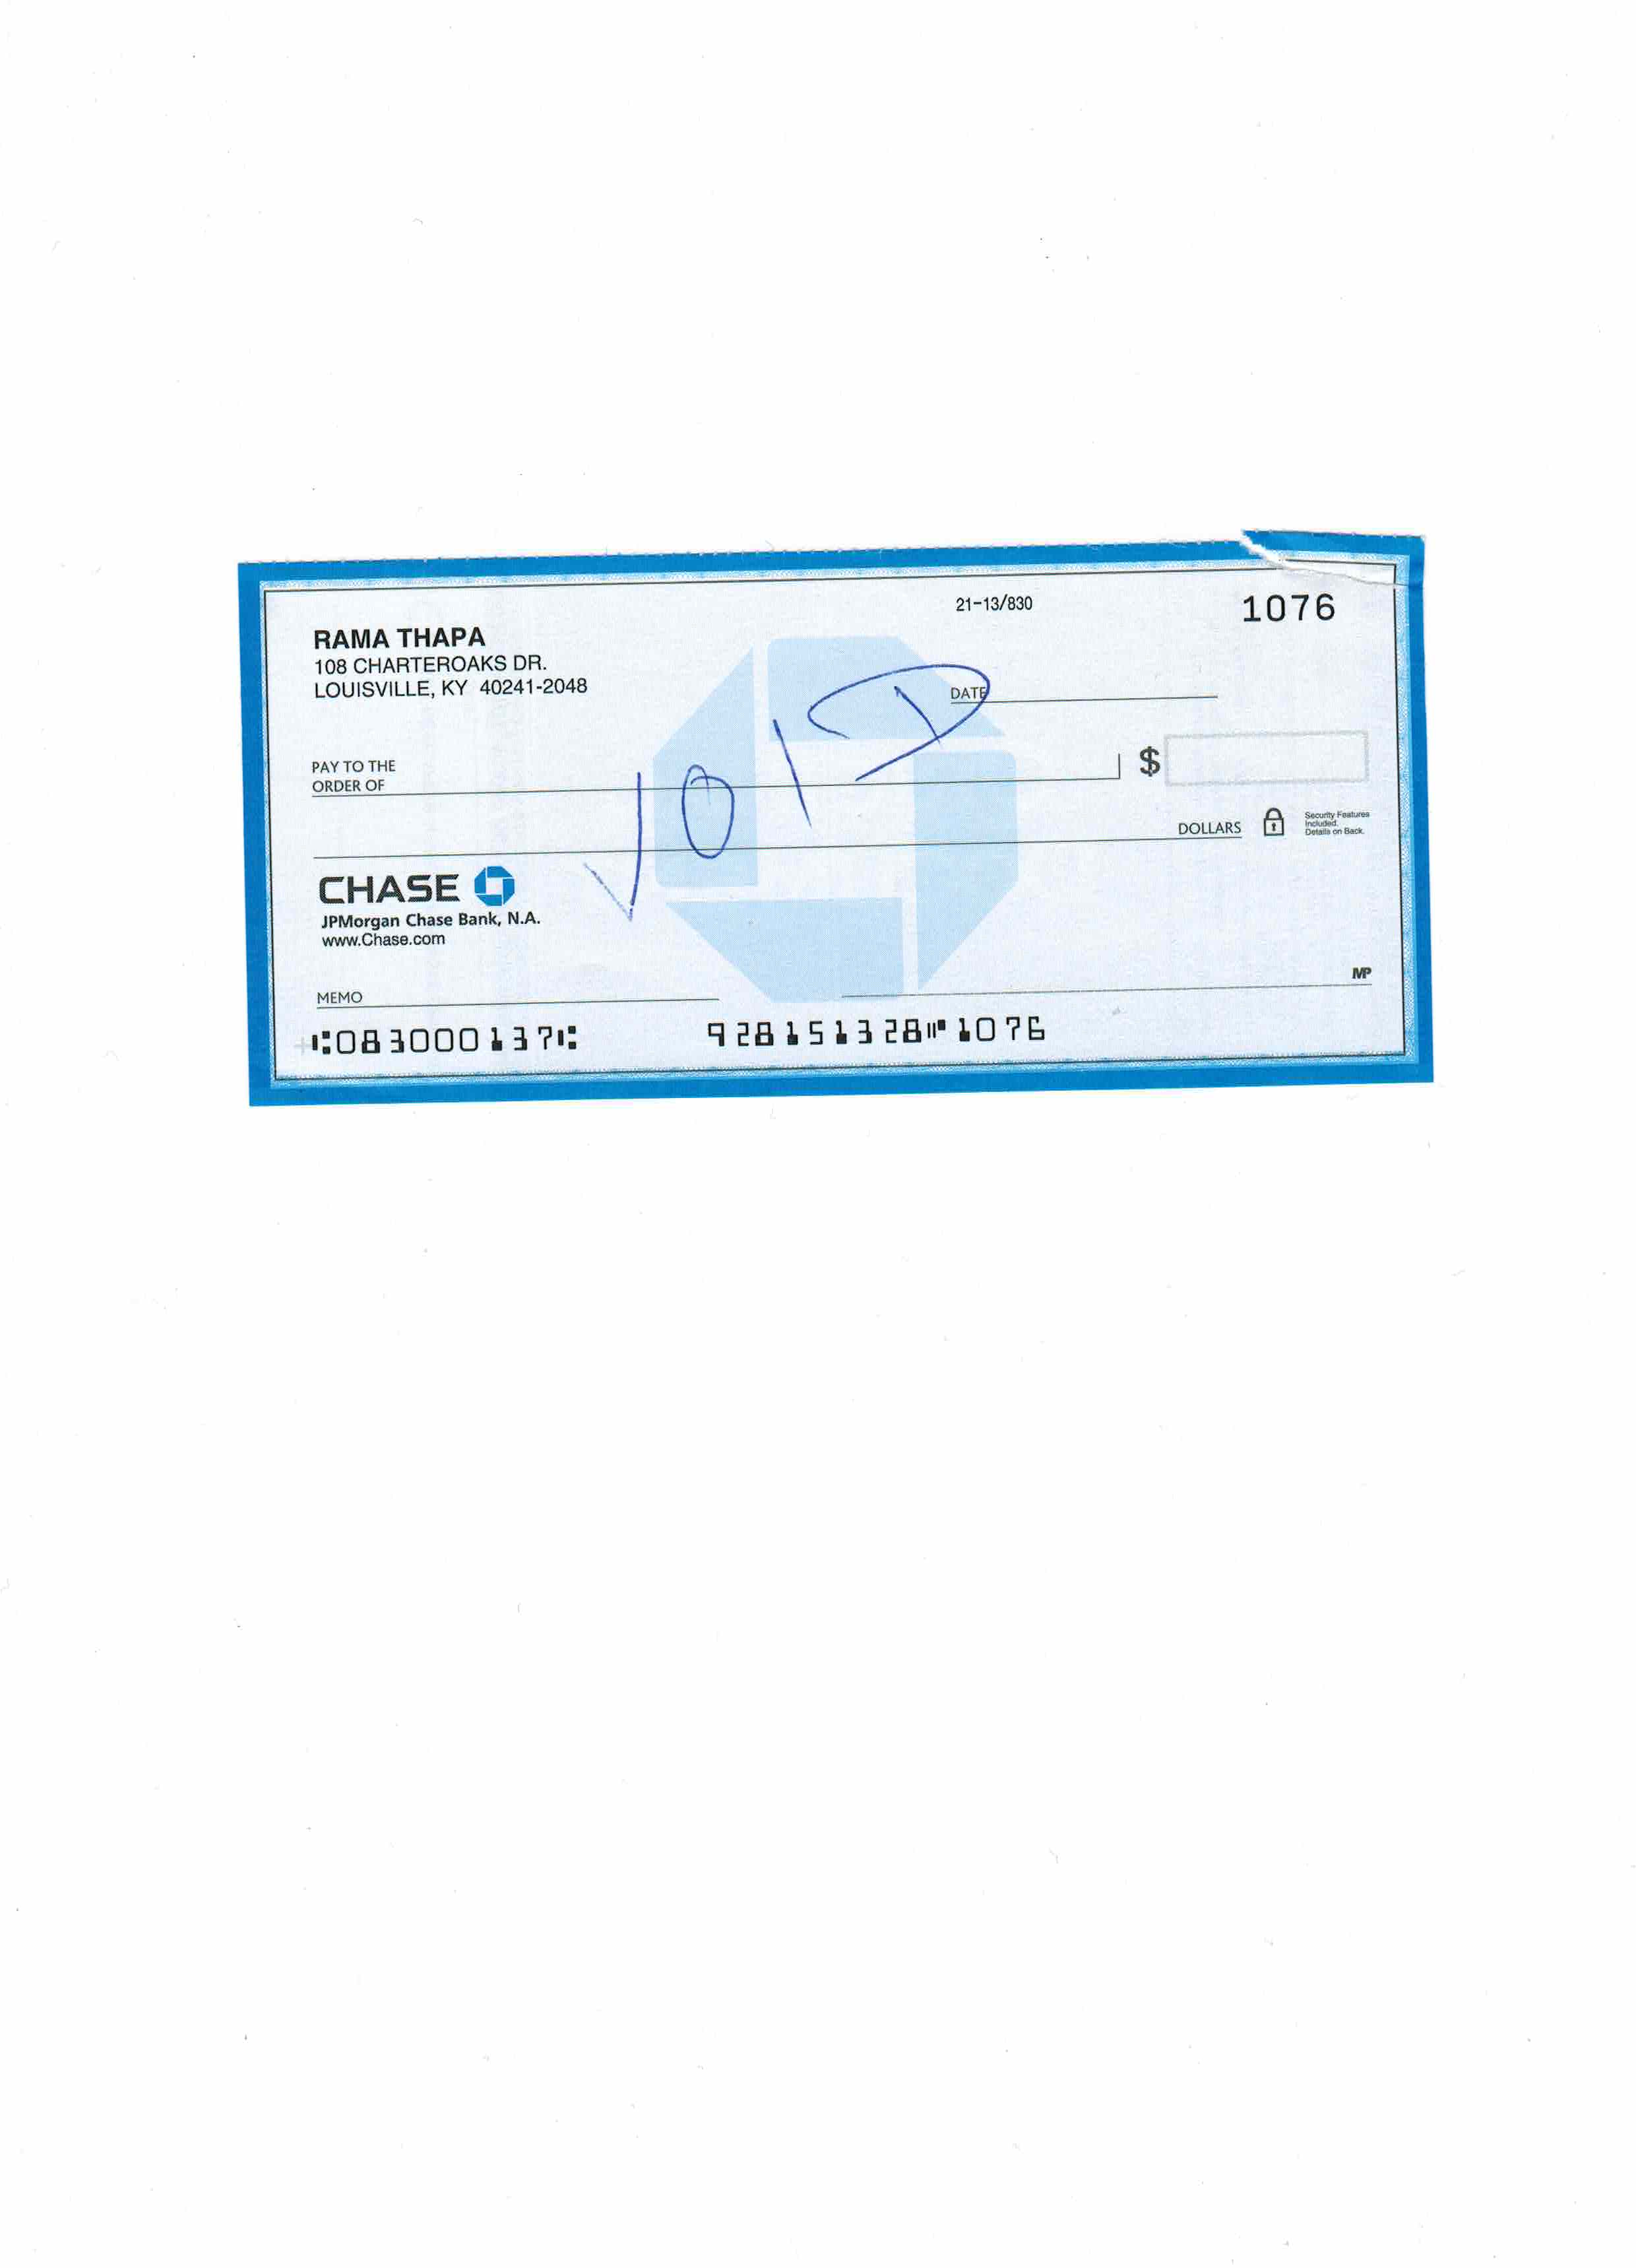 21-13/830
1076
RAMA THAPA
108 CHARTEROAKS DR.
LOUISVILLE, KY 40241-2048
DATE
VOID
PAY TO THE
ORDER OF
$
DOLLARS
Security Features
Included.
Details on Back.
CHASE
JPMorgan Chase Bank, N.A.
www.Chase.com
MP
MEMO
⑆083000137⑆ 928151328⑈1076